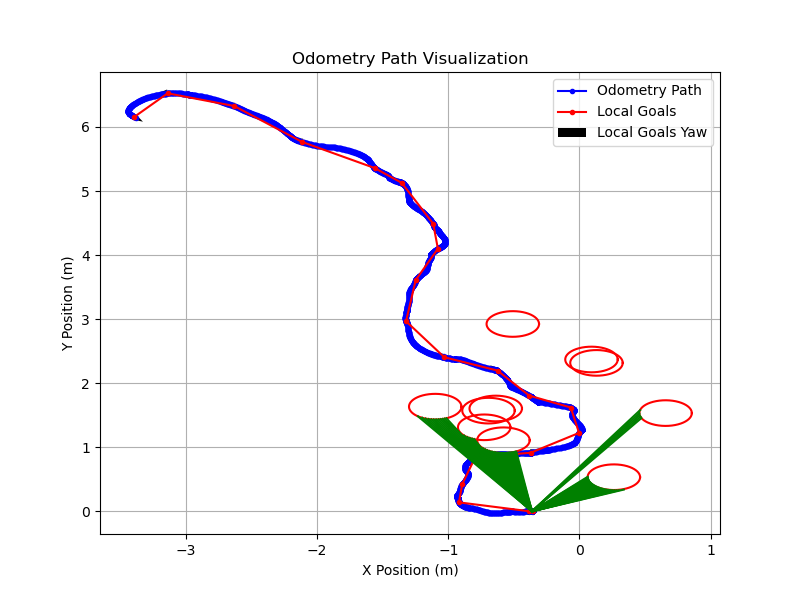 Odometry Path Visualization
Odometry Path
Local Goals
Local Goals Yaw
Y Position (m)
6
5
4
3
2
1
0
−3
−2
−1
0
1
X Position (m)